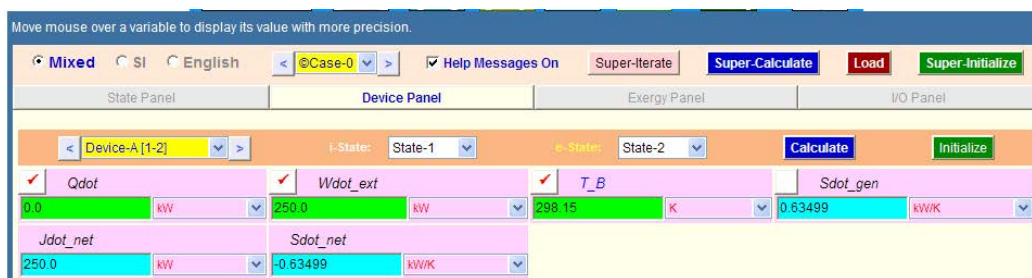 Move mouse over a variable to display its value with more precision.
Mixed SI English < ©Case-0 > Help Messages On Super-Iterate Super-Calculate Load Super-Initialize
State Panel Device Panel Exergy Panel I/O Panel
< Device-A [1-2] > i-State: State-1 e-State: State-2 Calculate Initialize
Qdot Wdot_ext T_B Sdot_gen
0.0 kW 250.0 kW 298.15 K 0.63499 kW/K
Jdot_net Sdot_net
250.0 kW -0.63499 kW/K